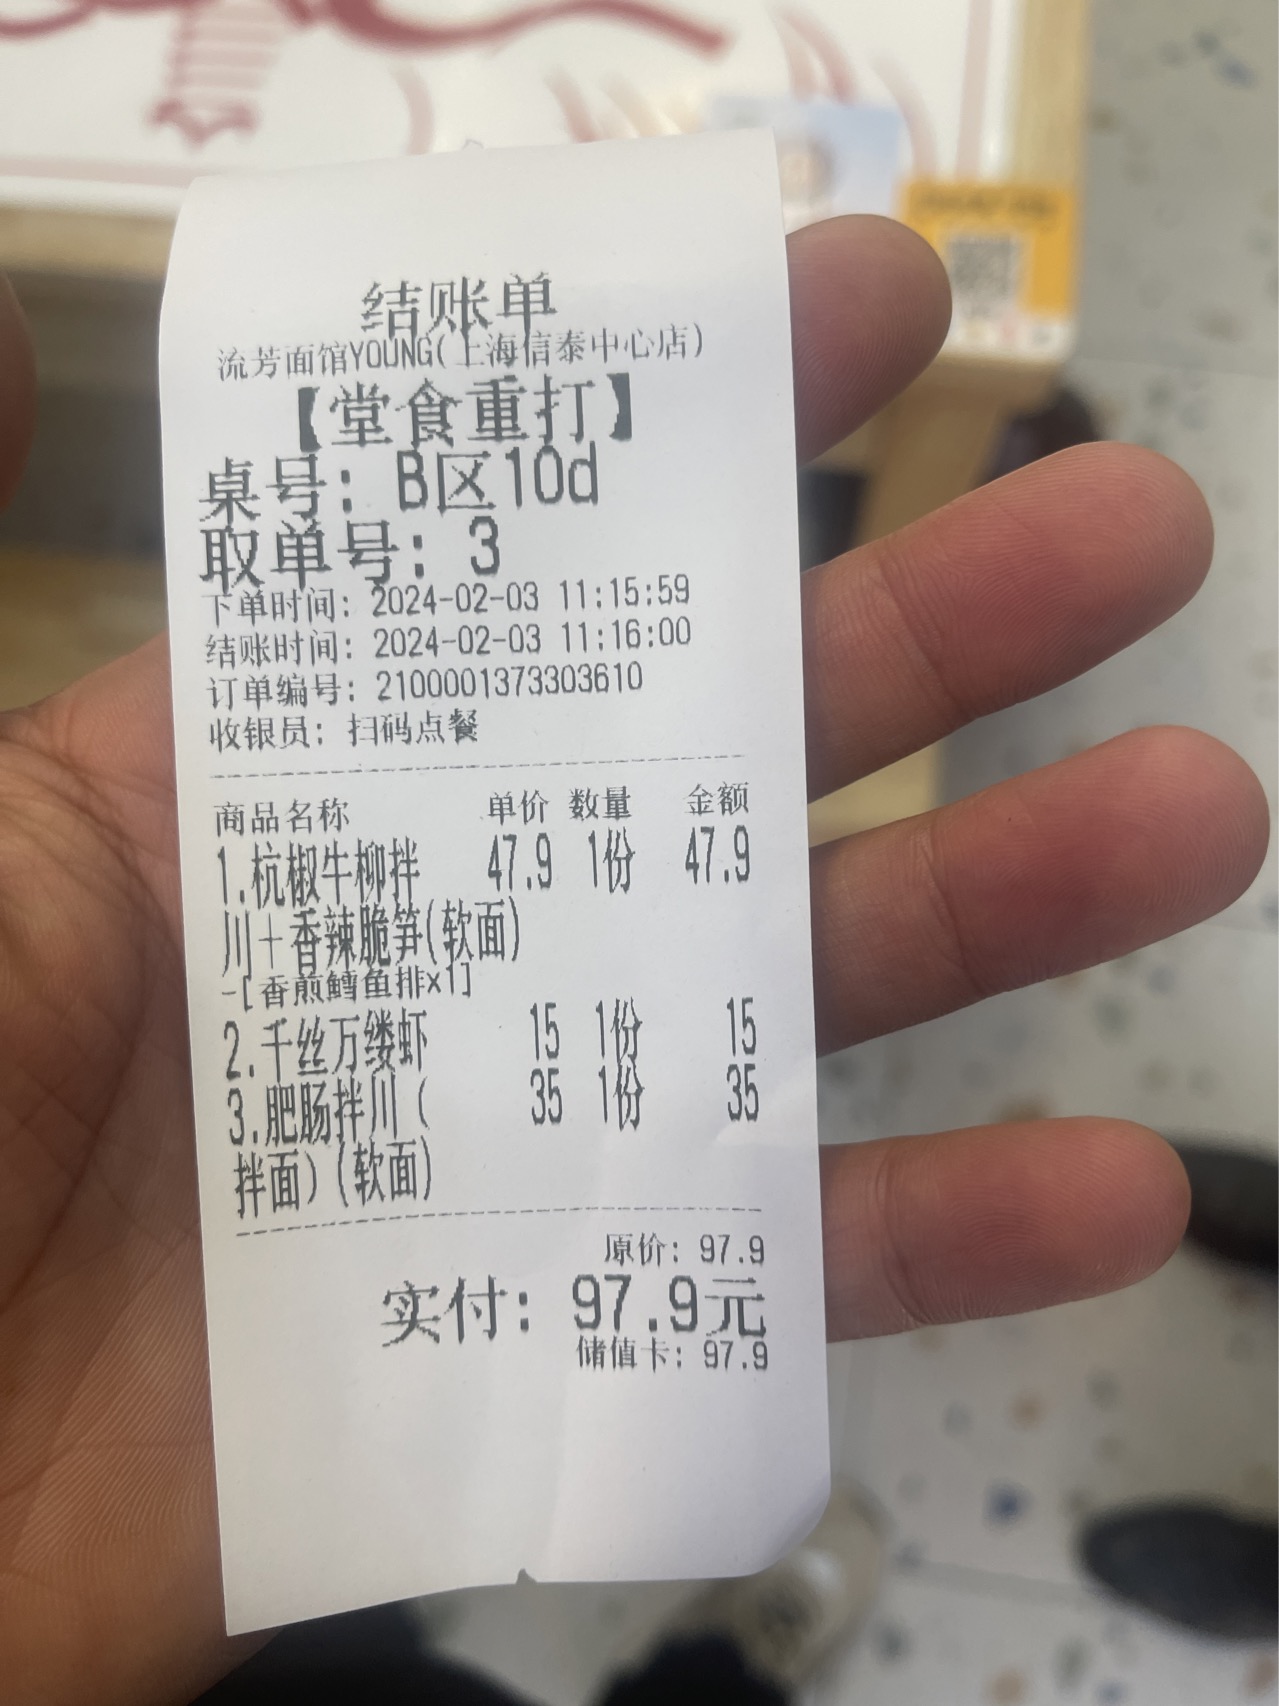 结账单
流芳面馆YOUNG(上海信泰中心店)
【堂食重打】
桌号: B区10d
取单号: 3
下单时间: 2024-02-03 11:15:59
结账时间: 2024-02-03 11:16:00
订单编号: 2100001373303610
收银员: 扫码点餐
商品名称 单价 数量 金额
1.杭椒牛柳拌 47.9 1份 47.9
川+香辣脆笋(软面)
-[香煎鳕鱼排x1]
2.千丝万缕虾 15 1份 15
3.肥肠拌川( 35 1份 35
拌面)(软面)
原价: 97.9
实付: 97.9元
储值卡: 97.9